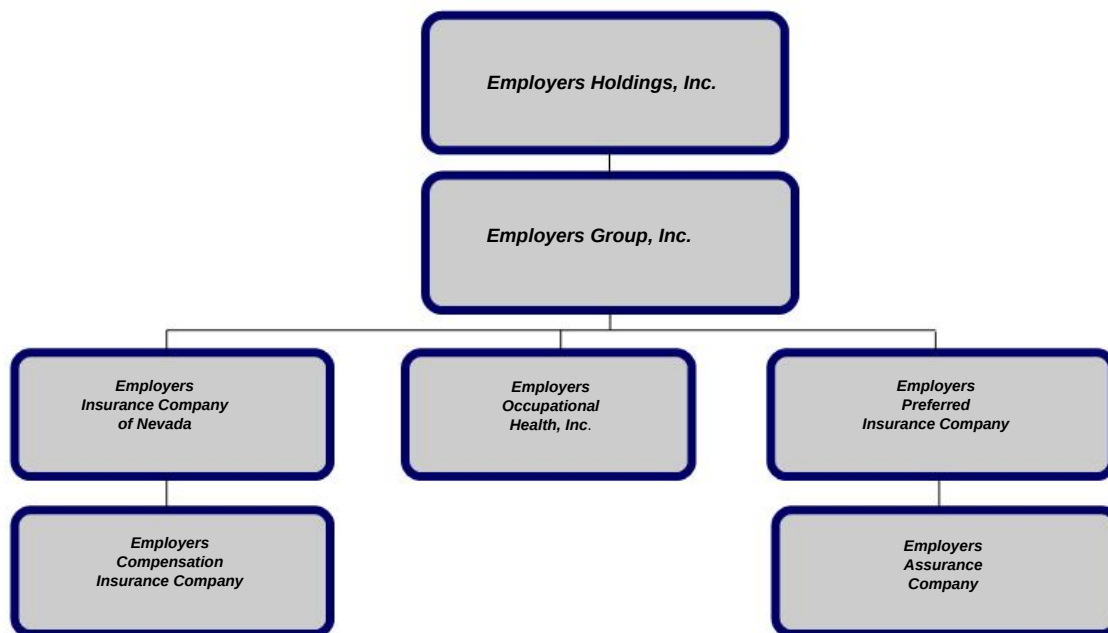 Employers Holdings, Inc.
Employers Group, Inc.
Employers
Insurance Company
of Nevada
Employers
Occupational
Health, Inc.
Employers
Preferred
Insurance Company
Employers
Compensation
Insurance Company
Employers
Assurance
Company